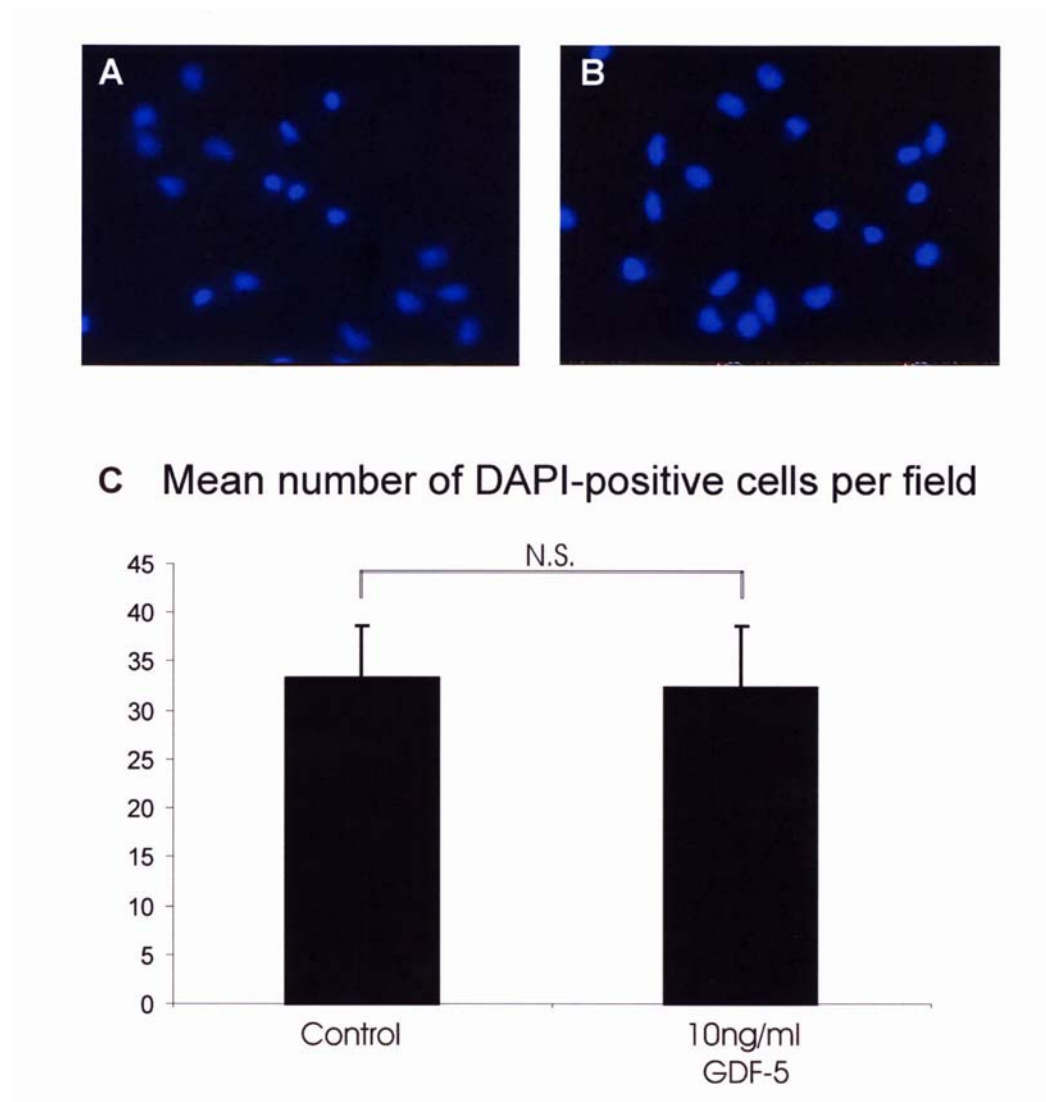 A
B
C Mean number of DAPI-positive cells per field
N.S.
45
40
35
30
25
20
15
10
5
0
Control
10ng/ml
GDF-5